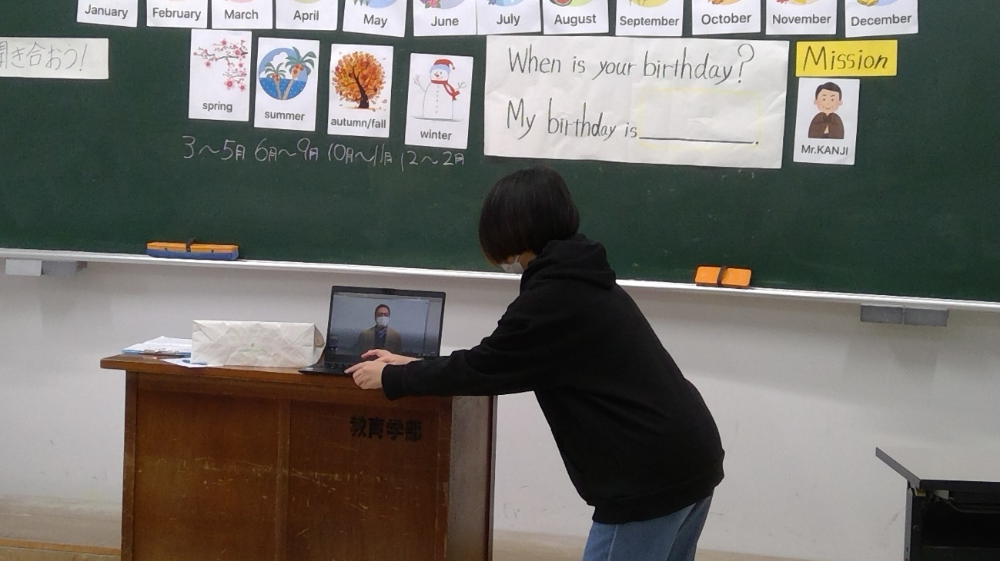 January
February
March
April
May
June
July
August
September
October
November
December
聞き合おう!
spring
summer
autumn/fall
winter
3～5月 6月～9月 10月～11月 12～2月
When is your birthday?
My birthday is ________.
Mission
Mr.KANJI
教育学部